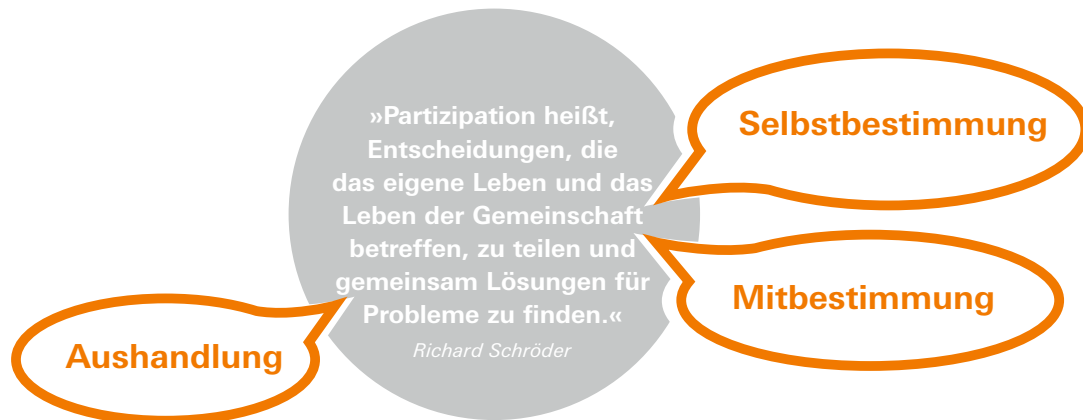 »Partizipation heißt,
Entscheidungen, die
das eigene Leben und das
Leben der Gemeinschaft
betreffen, zu teilen und
gemeinsam Lösungen für
Probleme zu finden.«
Richard Schröder
Selbstbestimmung
Mitbestimmung
Aushandlung